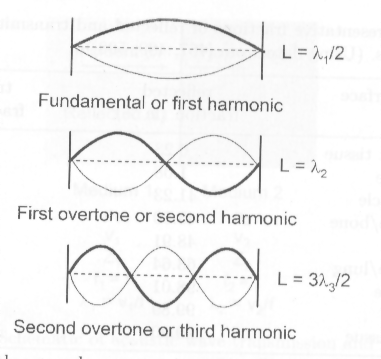 L = λ₁/2
Fundamental or first harmonic
L = λ₂
First overtone or second harmonic
L = 3λ₃/2
Second overtone or third harmonic